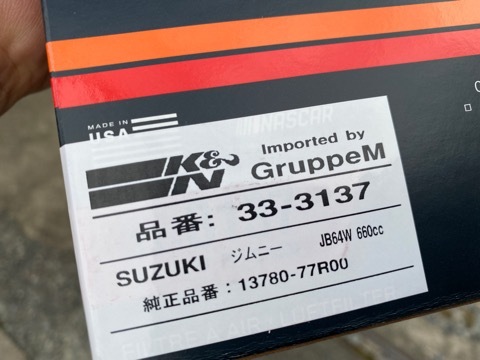 MADE IN
USA
NASCAR
K&N
Imported by
GruppeM
品番: 33-3137
SUZUKI ジムニー JB64W 660cc
純正品番：13780-77R00